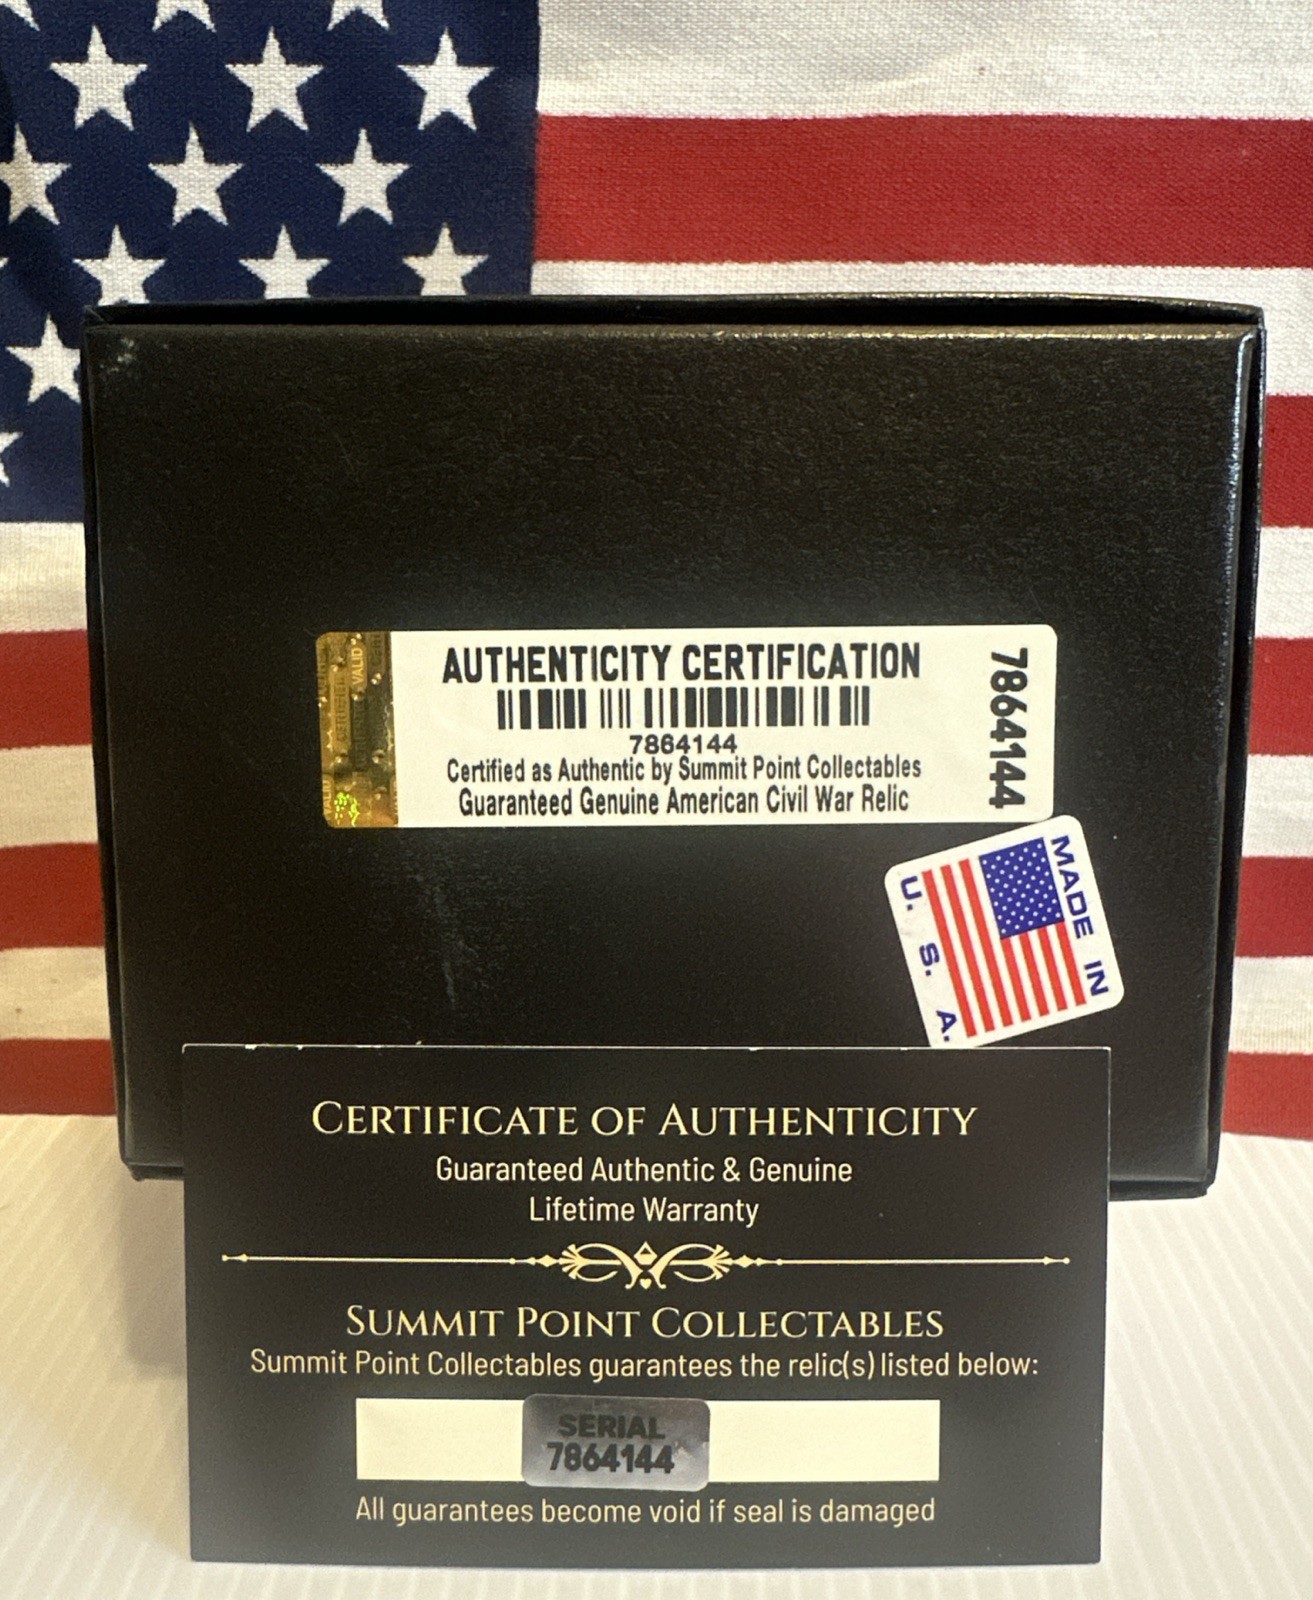 AUTHENTICITY CERTIFICATION
7864144
Certified as Authentic by Summit Point Collectables
Guaranteed Genuine American Civil War Relic
7864144
VALID
VALID
MADE IN
U. S. A.
CERTIFICATE OF AUTHENTICITY
Guaranteed Authentic & Genuine
Lifetime Warranty
SUMMIT POINT COLLECTABLES
Summit Point Collectables guarantees the relic(s) listed below:
SERIAL
7864144
All guarantees become void if seal is damaged